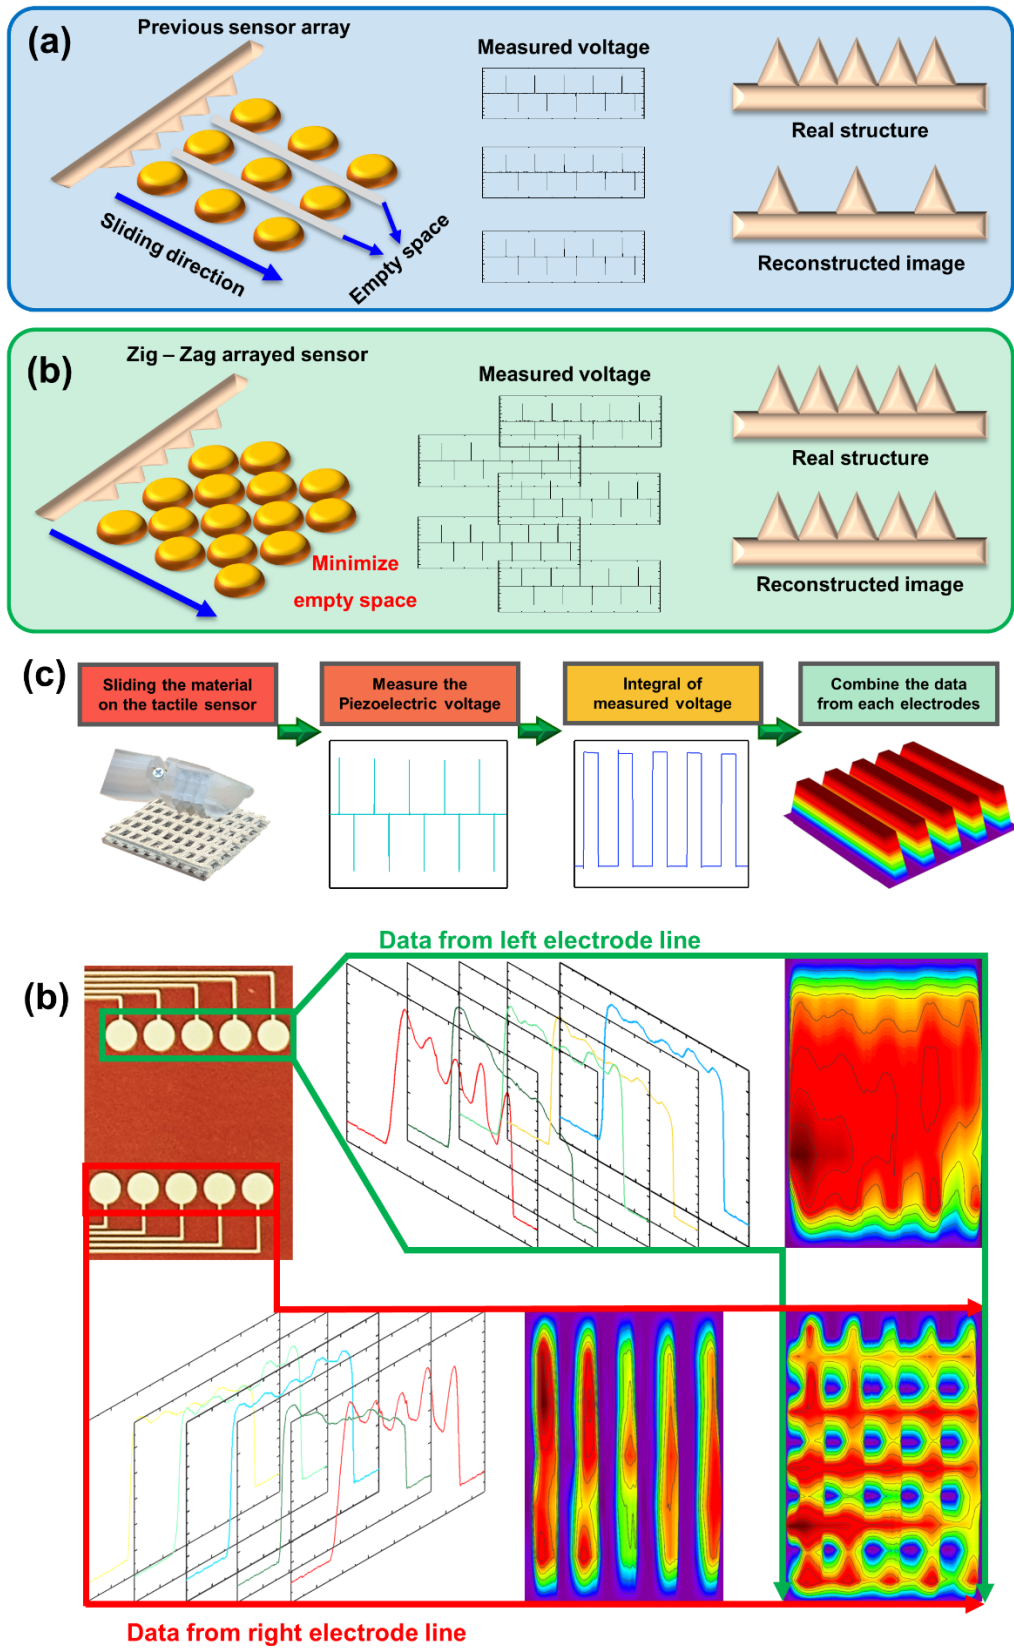 (a)
Previous sensor array
Sliding direction
Empty space
Measured voltage
Real structure
Reconstructed image
(b)
Zig – Zag arrayed sensor
Minimize
empty space
Measured voltage
Real structure
Reconstructed image
(c)
Sliding the material
on the tactile sensor
Measure the
Piezoelectric voltage
Integral of
measured voltage
Combine the data
from each electrodes
(b)
Data from left electrode line
Data from right electrode line